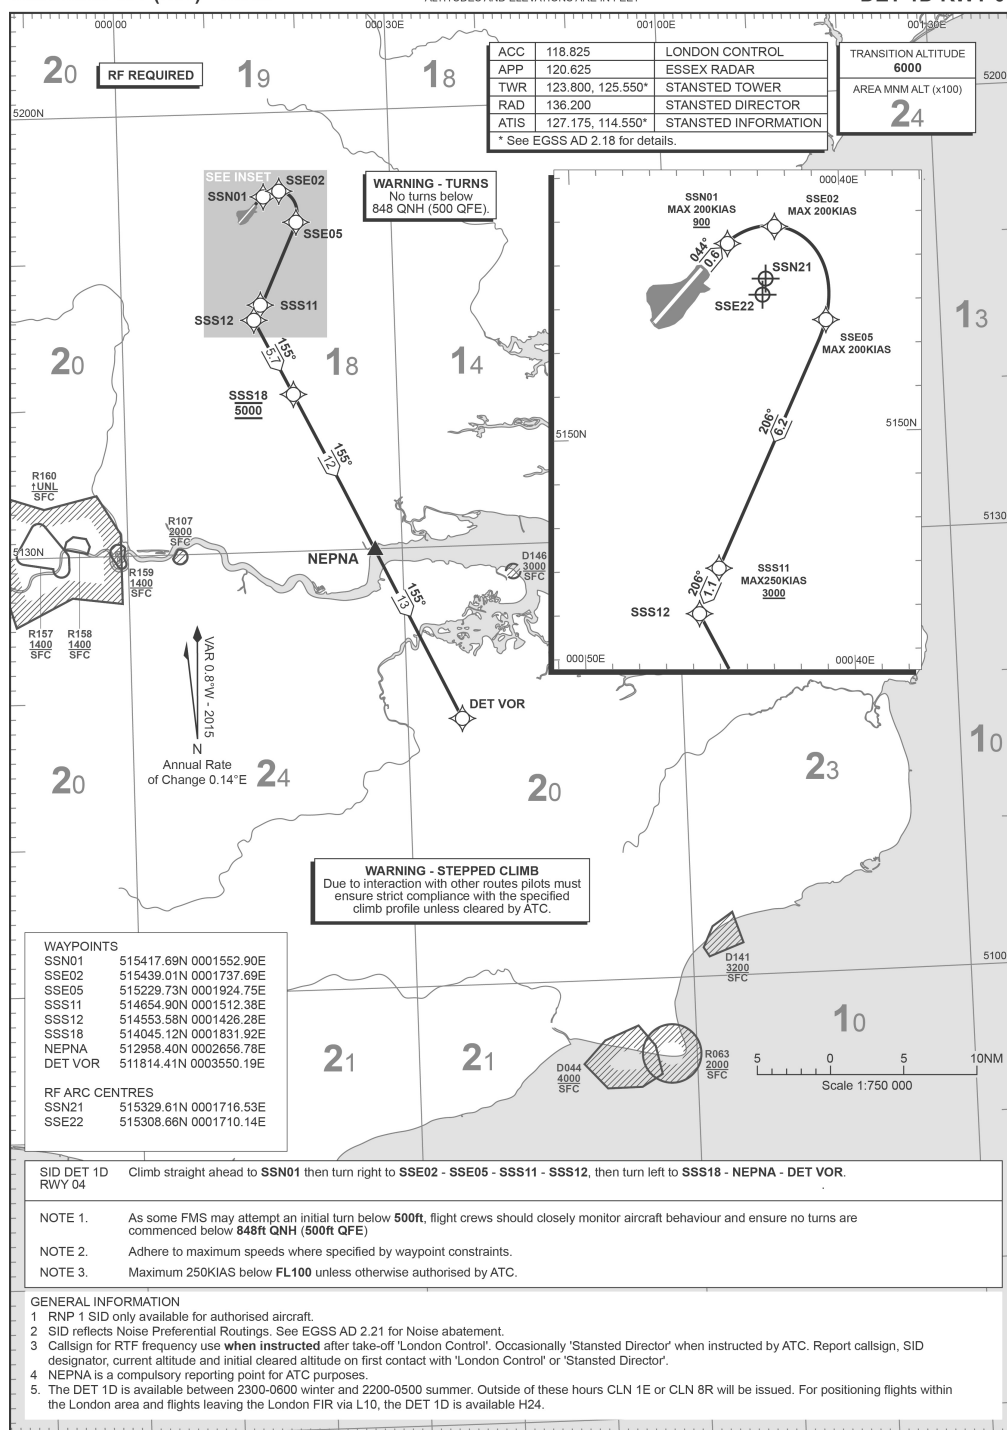 000 00
000 30E
001 00E
001 30E
ACC 118.825 LONDON CONTROL
APP 120.625 ESSEX RADAR
TWR 123.800, 125.550* STANSTED TOWER
RAD 136.200 STANSTED DIRECTOR
ATIS 127.175, 114.550* STANSTED INFORMATION
* See EGSS AD 2.18 for details.
TRANSITION ALTITUDE
6000
AREA MNM ALT (x100)
24
20
RF REQUIRED
19
18
5200
5200N
SEE INSET
SSN01
SSE02
SSE05
SSS11
SSS12
WARNING - TURNS
No turns below
848 QNH (500 QFE).
000 40E
SSN01
MAX 200KIAS
900
SSE02
MAX 200KIAS
044°
0.6
SSN21
SSE22
SSE05
MAX 200KIAS
13
20
155°
5.7
18
14
SSS18
5000
206°
6.2
5150N
5150N
155°
12
R160
↑UNL
SFC
R107
2000
SFC
5130N
5130
NEPNA
D146
3000
SFC
R159
1400
SFC
155°
13
SSS11
MAX250KIAS
3000
206°
1.1
SSS12
R157
1400
SFC
R158
1400
SFC
000 50E
000 40E
VAR 0.8°W - 2015
N
Annual Rate
of Change 0.14°E
DET VOR
20
24
20
23
10
WARNING - STEPPED CLIMB
Due to interaction with other routes pilots must
ensure strict compliance with the specified
climb profile unless cleared by ATC.
D141
3200
SFC
5100
10
WAYPOINTS
SSN01 515417.69N 0001552.90E
SSE02 515439.01N 0001737.69E
SSE05 515229.73N 0001924.75E
SSS11 514654.90N 0001512.38E
SSS12 514553.58N 0001426.28E
SSS18 514045.12N 0001831.92E
NEPNA 512958.40N 0002656.78E
DET VOR 511814.41N 0003550.19E
RF ARC CENTRES
SSN21 515329.61N 0001716.53E
SSE22 515308.66N 0001710.14E
21
21
D044
4000
SFC
R063
2000
SFC
5 0 5 10NM
Scale 1:750 000
SID DET 1D Climb straight ahead to SSN01 then turn right to SSE02 - SSE05 - SSS11 - SSS12, then turn left to SSS18 - NEPNA - DET VOR.
RWY 04
NOTE 1. As some FMS may attempt an initial turn below 500ft, flight crews should closely monitor aircraft behaviour and ensure no turns are
commenced below 848ft QNH (500ft QFE)
NOTE 2. Adhere to maximum speeds where specified by waypoint constraints.
NOTE 3. Maximum 250KIAS below FL100 unless otherwise authorised by ATC.
GENERAL INFORMATION
1 RNP 1 SID only available for authorised aircraft.
2 SID reflects Noise Preferential Routings. See EGSS AD 2.21 for Noise abatement.
3 Callsign for RTF frequency use when instructed after take-off 'London Control'. Occasionally 'Stansted Director' when instructed by ATC. Report callsign, SID
designator, current altitude and initial cleared altitude on first contact with 'London Control' or 'Stansted Director'.
4 NEPNA is a compulsory reporting point for ATC purposes.
5. The DET 1D is available between 2300-0600 winter and 2200-0500 summer. Outside of these hours CLN 1E or CLN 8R will be issued. For positioning flights within
the London area and flights leaving the London FIR via L10, the DET 1D is available H24.